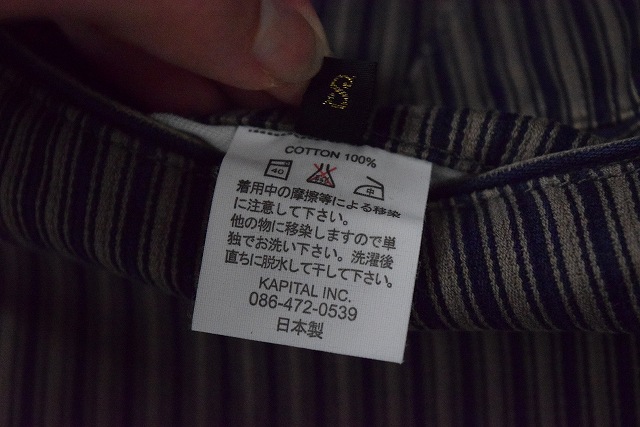 S
COTTON 100%
40 中
着用中の摩擦等による移染
に注意して下さい。
他の物に移染しますので単
独でお洗い下さい。洗濯後
直ちに脱水して干して下さい。
KAPITAL INC.
086-472-0539
日本製